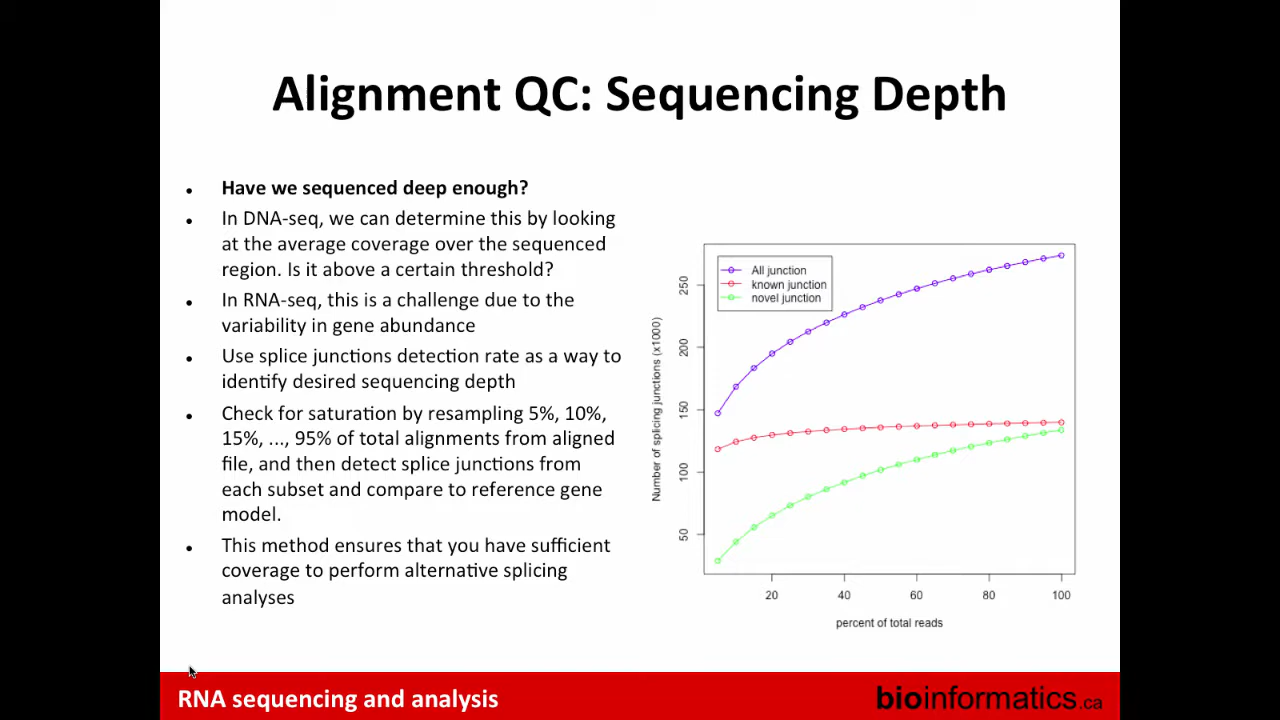 Alignment QC: Sequencing Depth
• Have we sequenced deep enough?
• In DNA-seq, we can determine this by looking
at the average coverage over the sequenced
region. Is it above a certain threshold?
• In RNA-seq, this is a challenge due to the
variability in gene abundance
• Use splice junctions detection rate as a way to
identify desired sequencing depth
• Check for saturation by resampling 5%, 10%,
15%, ..., 95% of total alignments from aligned
file, and then detect splice junctions from
each subset and compare to reference gene
model.
• This method ensures that you have sufficient
coverage to perform alternative splicing
analyses
All junction
known junction
novel junction
Number of splicing junctions (x1000)
250
200
150
100
50
20 40 60 80 100
percent of total reads
RNA sequencing and analysis
bioinformatics.ca